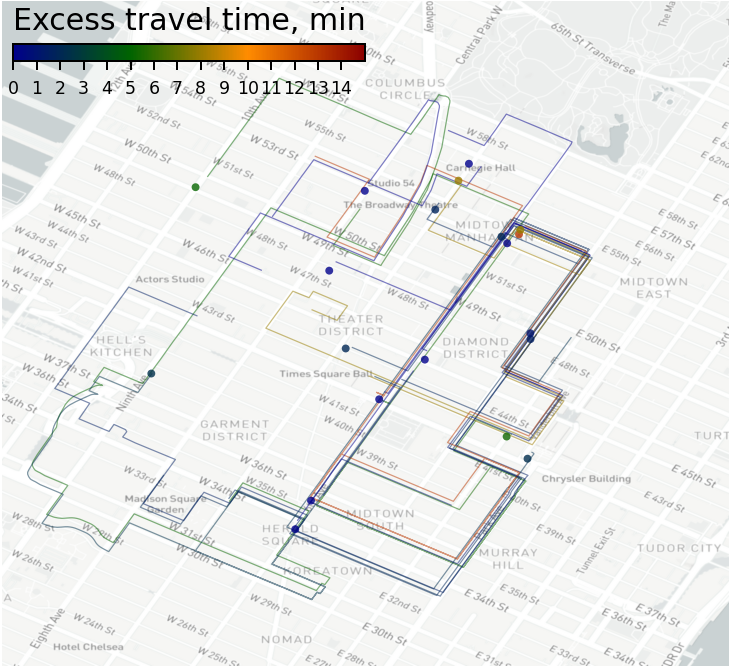 Excess travel time, min
0 1 2 3 4 5 6 7 8 9 10 11 12 13 14
65th Stransverse
Central Park W
COLUMBUS
CIRCLE
W 58th St
W 52nd St
W 55th St
10th Ave
W 53rd St
W 50th St
W 51st St
W 48th St
Carnegie Hall
Studio 54
The Broadway Theatre
MIDTOWN
MANHATTAN
E 58th St
E 57th St
E 56th St
E 55th St
W 45th St
W 43rd St
W 42nd St
W 41st St
W 46th St
W 48th St
W 49th St
W 50th St
W 47th St
W 48th St
W 51st St
W 49th St
MIDTOWN
EAST
Actors Studio
W 43rd St
THEATER
DISTRICT
DIAMOND
DISTRICT
E 50th St
E 48th St
HELL'S
KITCHEN
W 37th St
W 36th St
W 34th St
Ninth Ave
Times Square Ball
W 41st St
W 40th St
W 39th St
E 44th St
GARMENT
DISTRICT
W 36th St
W 35th St
W 33rd St
Madison Square
Garden
Chrysler Building
E 45th St
E 43rd St
TURT
E 39th St
Tunnel Exit St
TUDOR CITY
W 28th St
W 29th St
W 31st St
W 30th St
W 26th St
HERALD
SQUARE
MIDTOWN
SOUTH
KOREATOWN
MURRAY
HILL
E 32nd St
E 34th St
E 35th St
E 37th St
E 36th St
W 29th St
E 30th St
E 31st St
E 33rd St
Eighth Ave
W 24th St
W 26th St
W 25th St
Hotel Chelsea
NOMAD
E 27th St
E 28th St